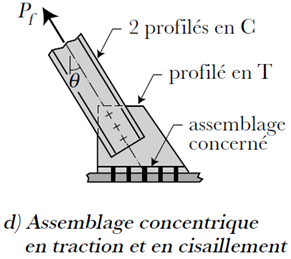 P_f
2 profilés en C
θ
profilé en T
assemblage
concerné
d) Assemblage concentrique
en traction et en cisaillement